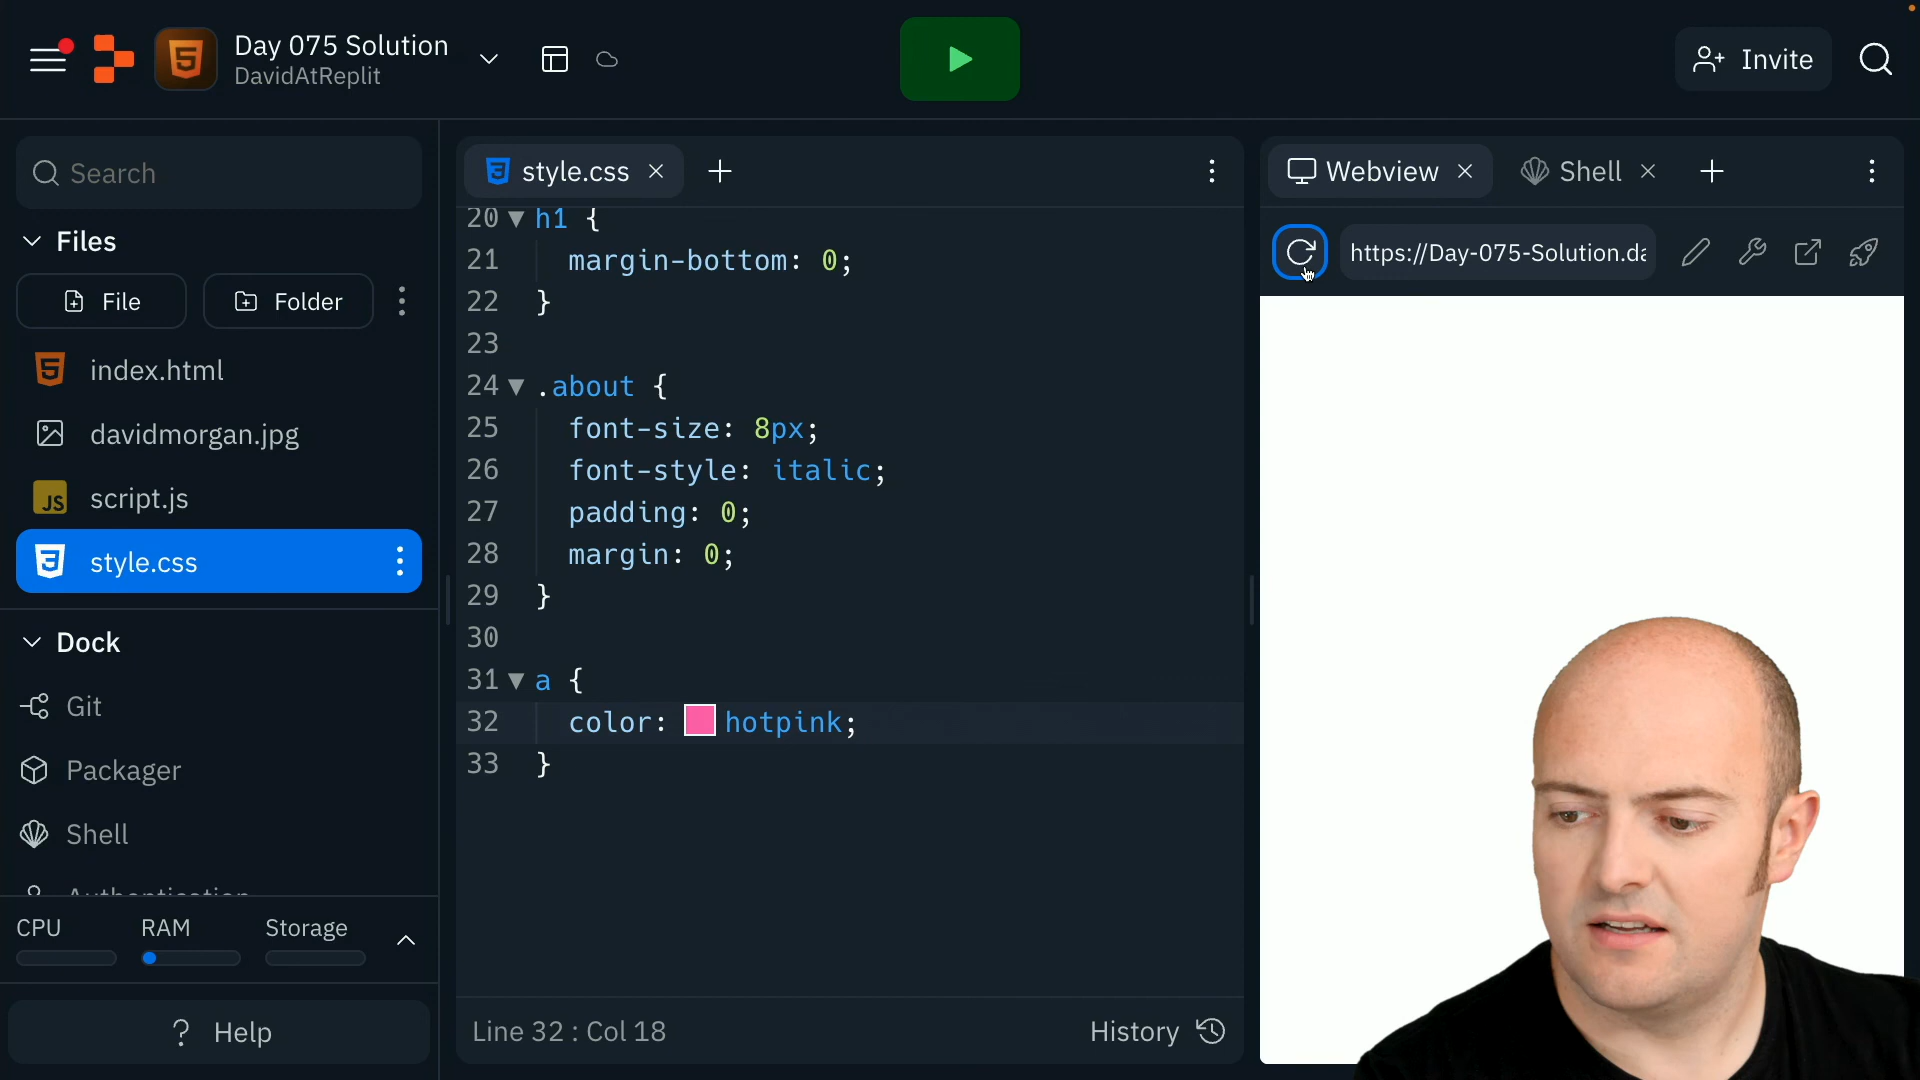 Day 075 Solution
DavidAtReplit
Invite
Search
Files
File
Folder
index.html
davidmorgan.jpg
JS
script.js
style.css
Dock
Git
Packager
Shell
Authentication
CPU
RAM
Storage
? Help
style.css
20 h1 {
21 margin-bottom: 0;
22 }
23
24 .about {
25 font-size: 8px;
26 font-style: italic;
27 padding: 0;
28 margin: 0;
29 }
30
31 a {
32 color: hotpink;
33 }
Line 32 : Col 18
History
Webview
Shell
https://Day-075-Solution.da